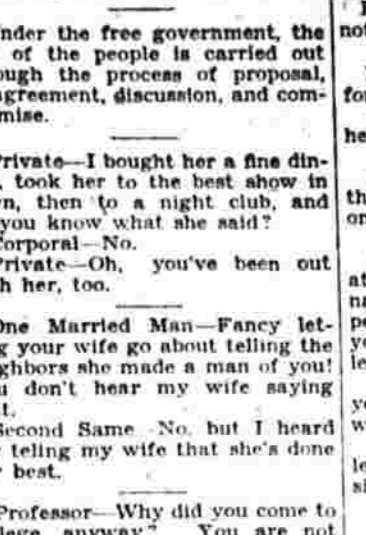 nder the free government, the
of the people is carried out
ough the process of proposal,
greement, discussion, and com-
mise.
Private—I bought her a fine din-
, took her to the best show in
n, then to a night club, and
you know what she said?
Corporal—No.
Private—Oh, you've been out
h her, too.
One Married Man—Fancy let-
g your wife go about telling the
ghbors she made a man of you!
u don't hear my wife saying
t.
Second Same—No, but I heard
teling my wife that she's done
best.
Professor—Why did you come to
lege, anyway? You are not